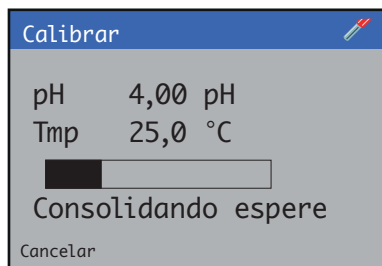 Calibrar
pH 4,00 pH
Tmp 25,0 °C
Consolidando espere
Cancelar